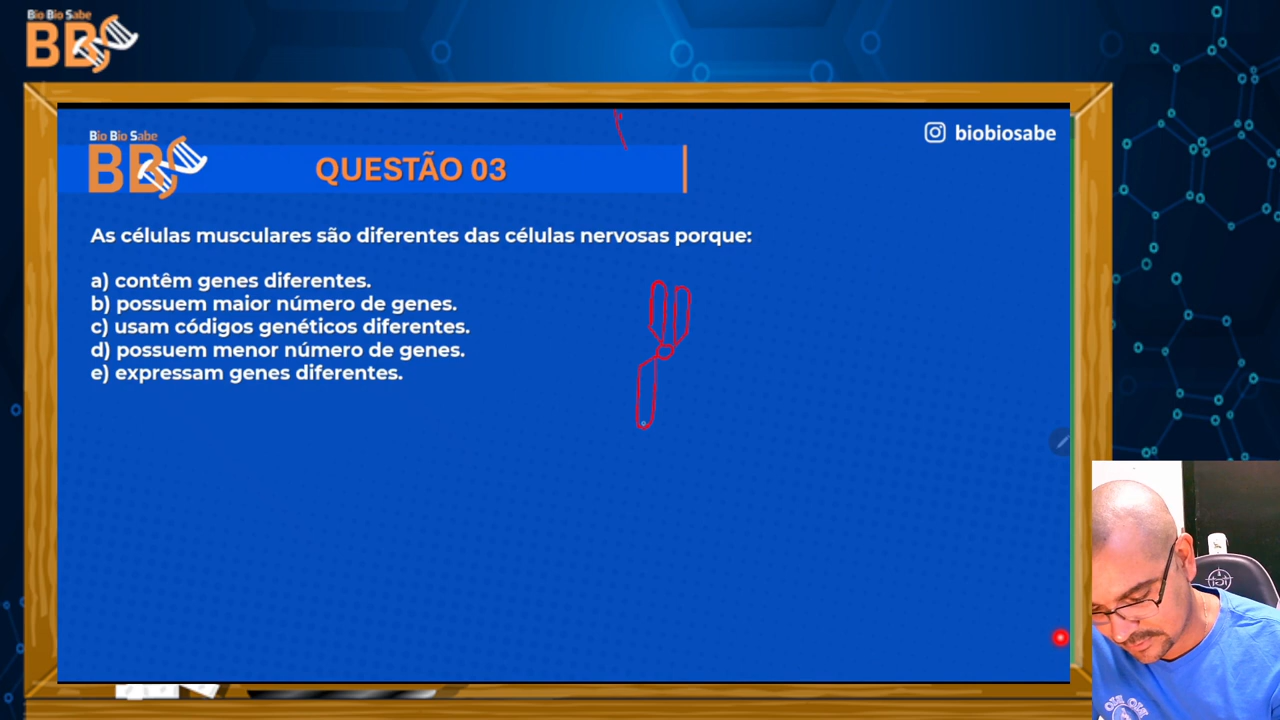 Bio Bio Sabe
BBS
Bio Bio Sabe
BBS
biobiosabe
QUESTÃO 03
As células musculares são diferentes das células nervosas porque:
a) contêm genes diferentes.
b) possuem maior número de genes.
c) usam códigos genéticos diferentes.
d) possuem menor número de genes.
e) expressam genes diferentes.